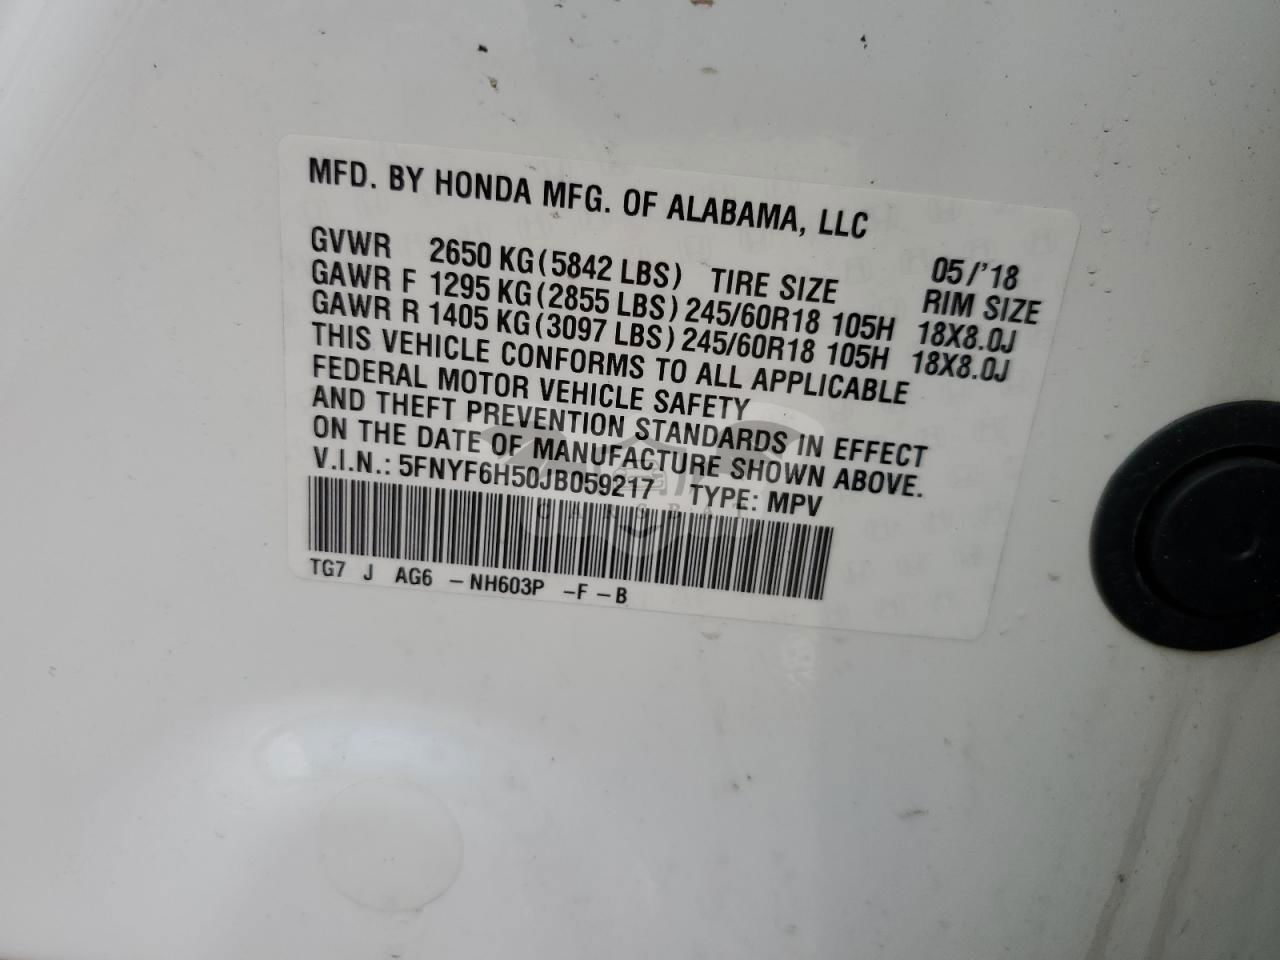 MFD. BY HONDA MFG. OF ALABAMA, LLC
05/'18
GVWR 2650 KG(5842 LBS) TIRE SIZE RIM SIZE
GAWR F 1295 KG(2855 LBS) 245/60R18 105H 18X8.0J
GAWR R 1405 KG(3097 LBS) 245/60R18 105H 18X8.0J
THIS VEHICLE CONFORMS TO ALL APPLICABLE
FEDERAL MOTOR VEHICLE SAFETY
AND THEFT PREVENTION STANDARDS IN EFFECT
ON THE DATE OF MANUFACTURE SHOWN ABOVE.
V.I.N.: 5FNYF6H50JB059217 TYPE: MPV
TG7 J AG6 -NH603P -F-B